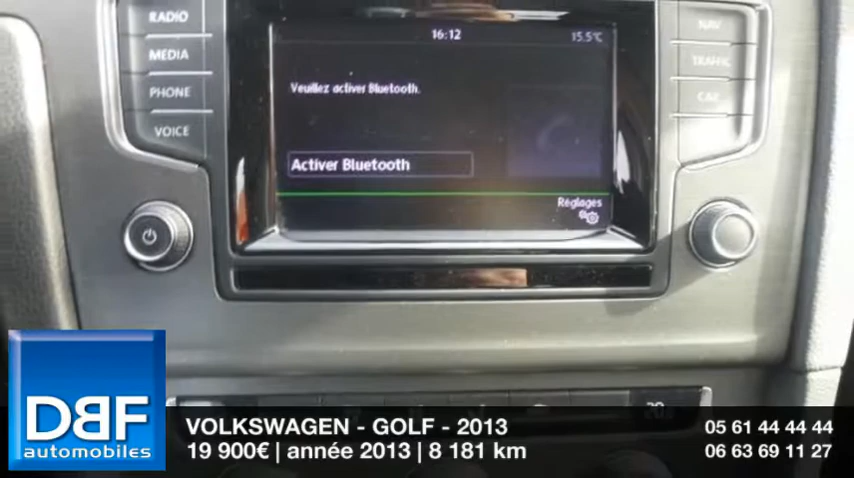 RADIO
MEDIA
PHONE
VOICE
16:12
15.5°C
NAV
TRAFFIC
CAR
Veuillez activer Bluetooth.
Activer Bluetooth
Réglages
DBF
automobiles
VOLKSWAGEN - GOLF - 2013
19 900€ | année 2013 | 8 181 km
05 61 44 44 44
06 63 69 11 27